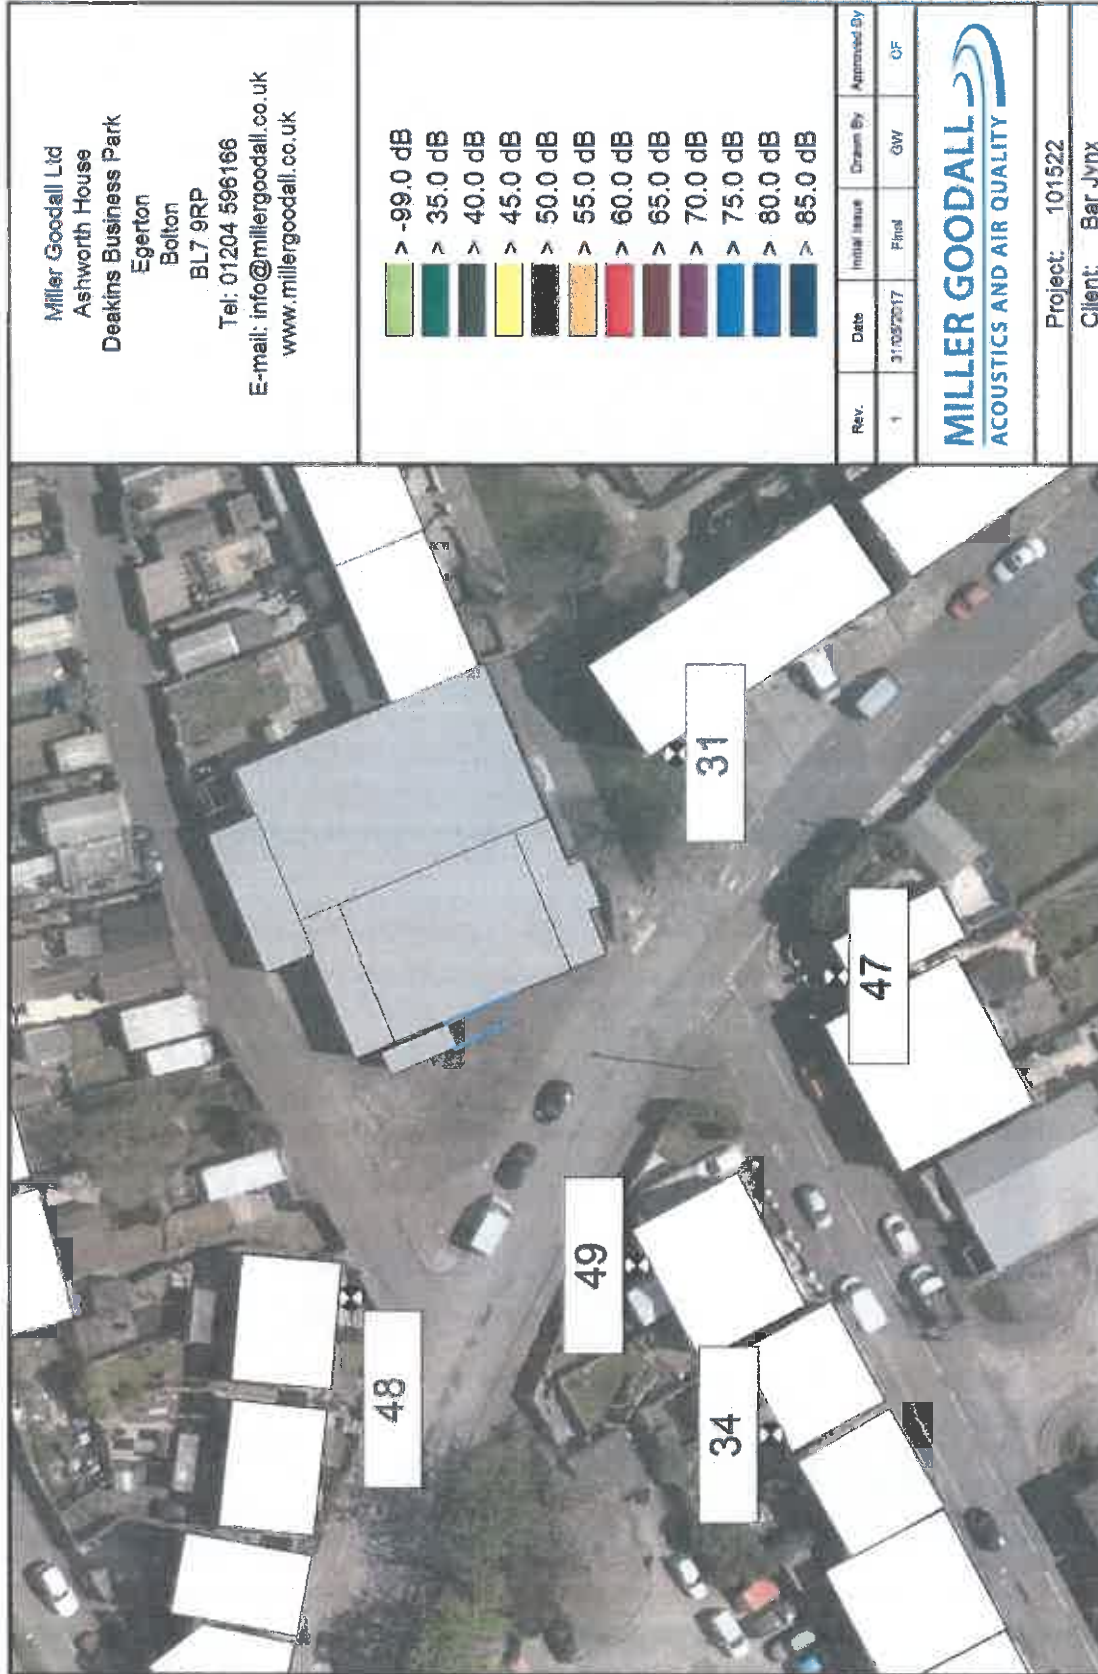 Miller Goodall Ltd
Ashworth House
Deakins Business Park
Egerton
Bolton
BL7 9RP
Tel: 01204 596166
E-mail: info@millergoodall.co.uk
www.millergoodall.co.uk
> -99.0 dB
> 35.0 dB
> 40.0 dB
> 45.0 dB
> 50.0 dB
> 55.0 dB
> 60.0 dB
> 65.0 dB
> 70.0 dB
> 75.0 dB
> 80.0 dB
> 85.0 dB
Rev. Date Initial Issue Drawn By Approved By
1 31/05/2017 Final GW CF
MILLER GOODALL
ACOUSTICS AND AIR QUALITY
Project: 101522
Client: Bar Jynx
48
49
34
47
31